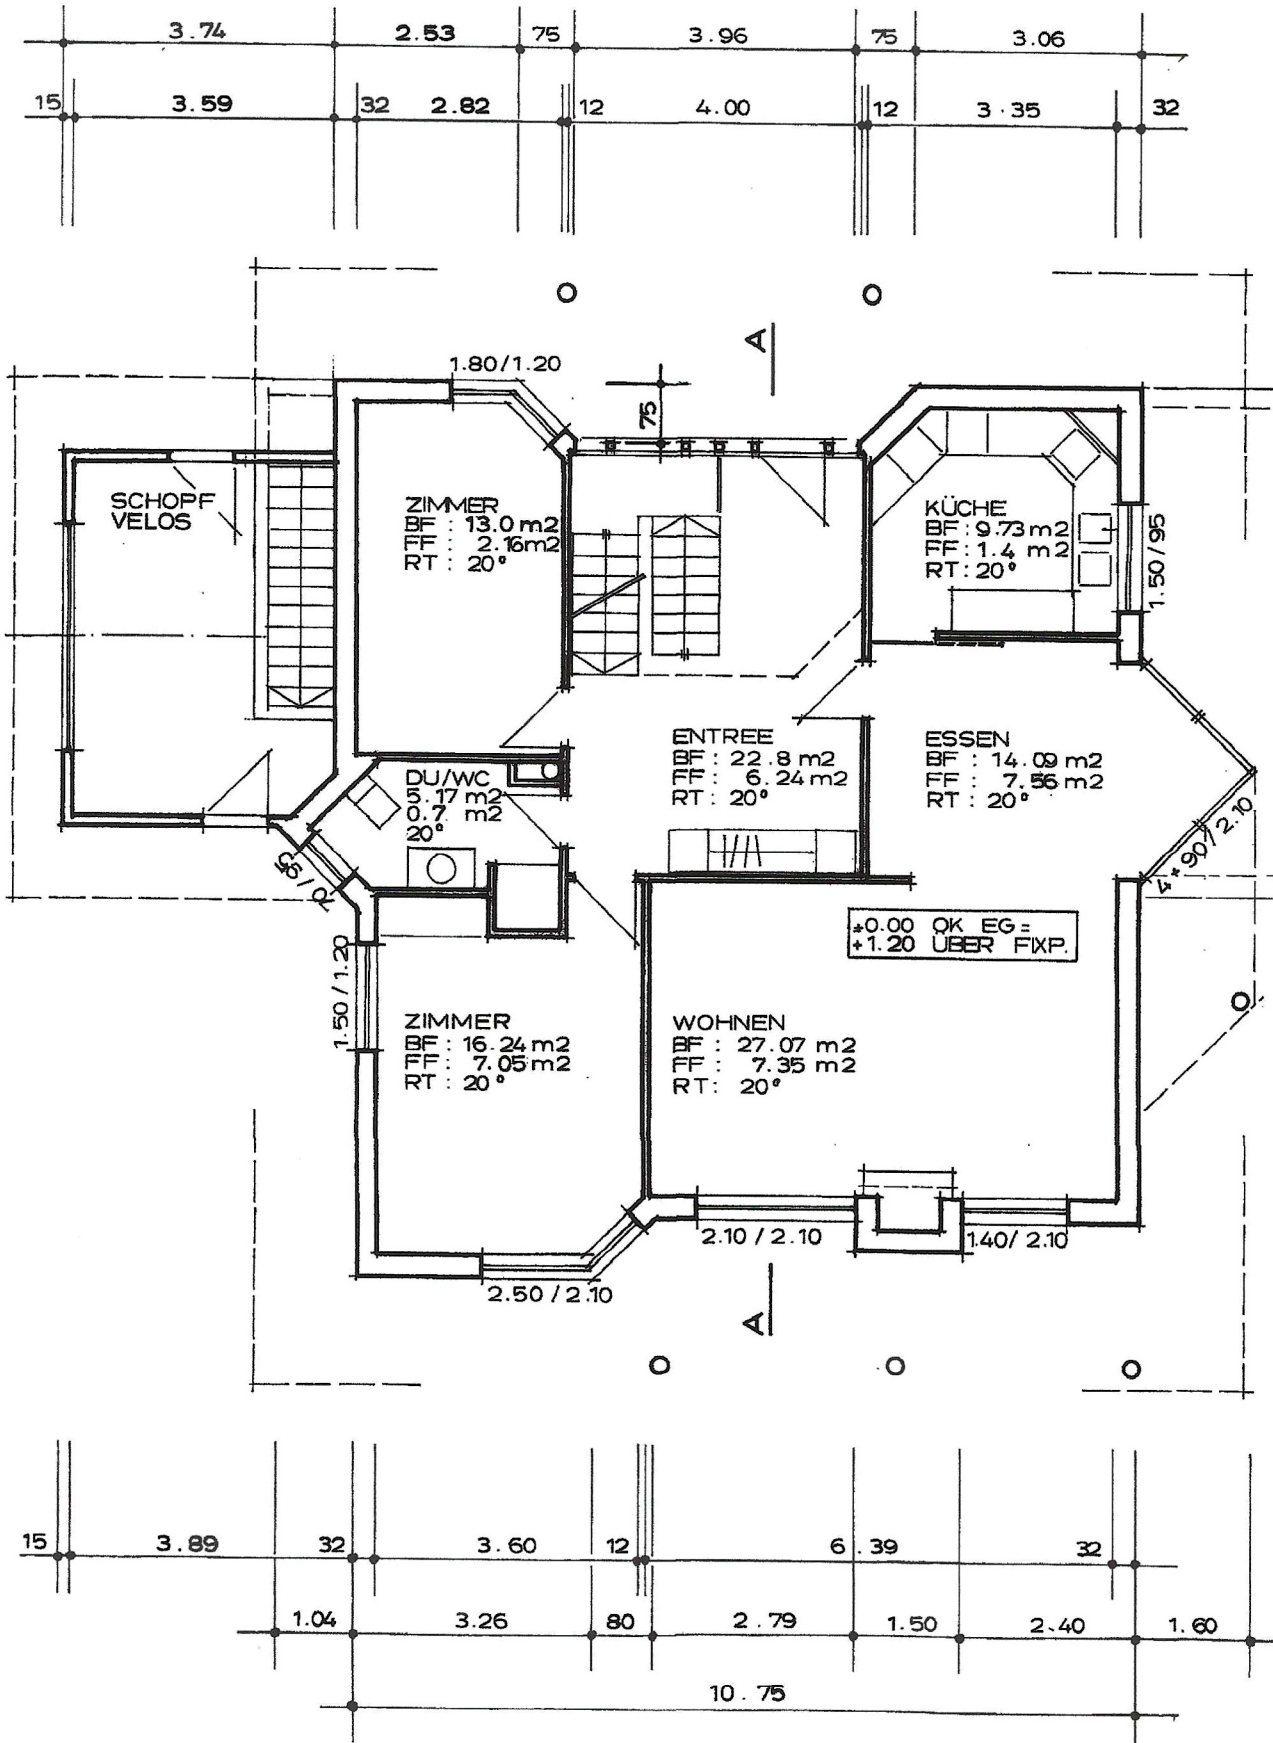 3.74 2.53 75 3.96 75 3.06
15 3.59 32 2.82 12 4.00 12 3.35 32
A
1.80/1.20
75
SCHOPF
VELOS
ZIMMER
BF : 13.0 m2
FF : 2.16m2
RT : 20°
KÜCHE
BF : 9.73 m2
FF : 1.4 m2
RT : 20°
1.50/95
ENTREE
BF : 22.8 m2
FF : 6.24 m2
RT : 20°
ESSEN
BF : 14.09 m2
FF : 7.56 m2
RT : 20°
DU/WC
5.17 m2
0.7 m2
20°
70/95
4×90/2.10
±0.00 OK EG =
+1.20 ÜBER FIXP.
1.50/1.20
ZIMMER
BF : 16.24 m2
FF : 7.05 m2
RT : 20°
WOHNEN
BF : 27.07 m2
FF : 7.35 m2
RT : 20°
2.10/2.10
1.40/2.10
2.50/2.10
A
15 3.89 32 3.60 12 6.39 32
1.04 3.26 80 2.79 1.50 2.40 1.60
10.75